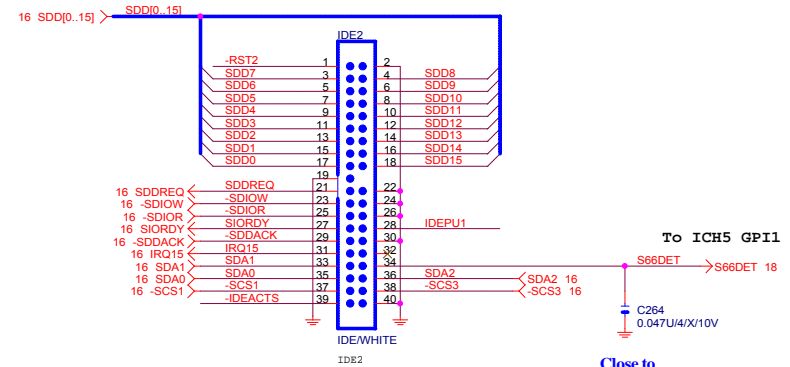 16 SDD[0..15] SDD[0..15]
IDE2
-RST2 1 2
SDD7 3 4 SDD8
SDD6 5 6 SDD9
SDD5 7 8 SDD10
SDD4 9 10 SDD11
SDD3 11 12 SDD12
SDD2 13 14 SDD13
SDD1 15 16 SDD14
SDD0 17 18 SDD15
19
16 SDDREQ SDDREQ 21 22
16 -SDIOW -SDIOW 23 24
16 -SDIOR -SDIOR 25 26
16 SIORDY SIORDY 27 28 IDEPU1
16 -SDDACK -SDDACK 29 30
16 IRQ15 IRQ15 31 32
16 SDA1 SDA1 33 34 S66DET S66DET 18
16 SDA0 SDA0 35 36 SDA2 SDA2 16
16 -SCS1 -SCS1 37 38 -SCS3 -SCS3 16
-IDEACTS 39 40
To ICH5 GPI1
C264
0.047U/4/X/10V
IDE/WHITE
IDE2
Close to